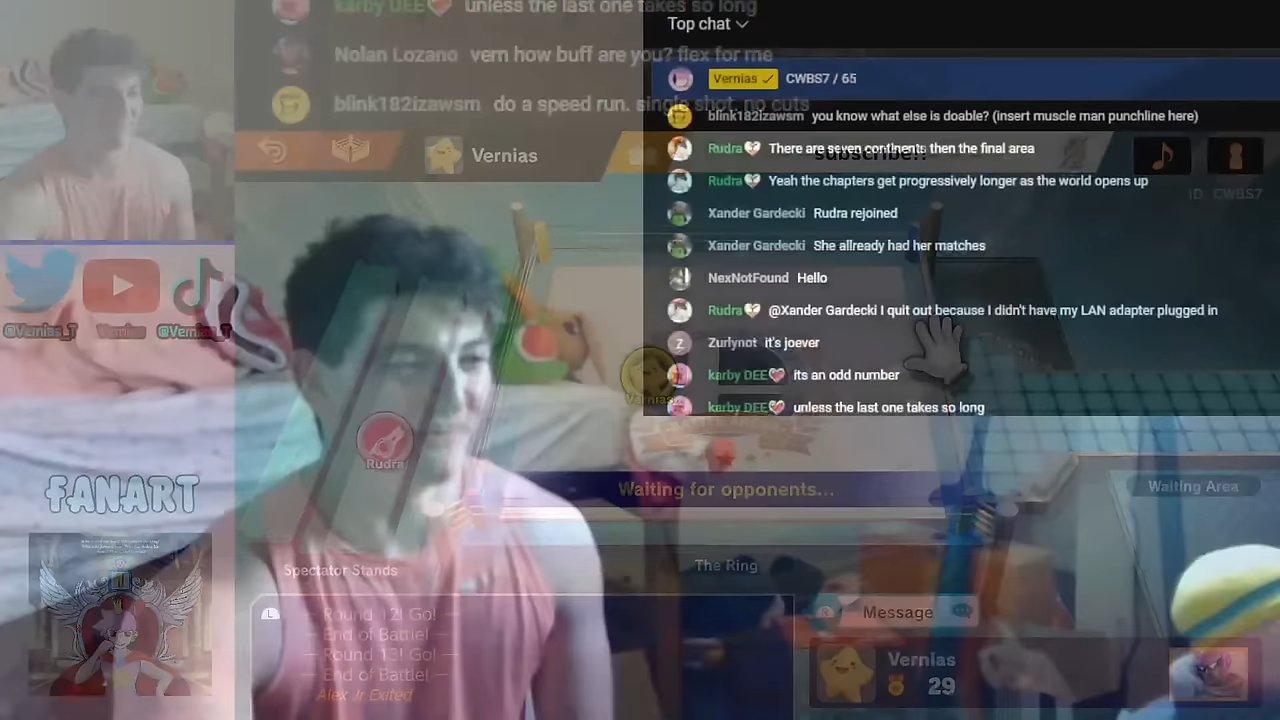 karby DEE unless the last one takes so long
Nolan Lozano vern how buff are you? flex for me
blink182izawsm do a speed run. single shot, no cuts
Vernias
subscribe!!
ID: CWBS7
Top chat
Vernias CWBS7 / 65
blink182izawsm you know what else is doable? (insert muscle man punchline here)
Rudra There are seven continents then the final area
Rudra Yeah the chapters get progressively longer as the world opens up
Xander Gardecki Rudra rejoined
Xander Gardecki She allready had her matches
NexNotFound Hello
Rudra @Xander Gardecki I quit out because I didn't have my LAN adapter plugged in
Z Zurlynot it's joever
karby DEE its an odd number
karby DEE unless the last one takes so long
@Vernias_T Vernias @Vernias_T
Vernias
Rudra
FANART
Waiting for opponents...
Waiting Area
Spectator Stands
The Ring
L
Round 12! Go!
End of Battle!
Round 13! Go!
End of Battle!
Alex Jr Exited
R Message
Vernias
29